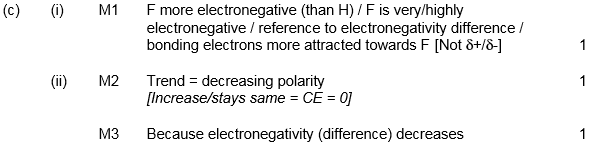 (c) (i) M1 F more electronegative (than H) / F is very/highly
electronegative / reference to electronegativity difference /
bonding electrons more attracted towards F [Not δ+/δ-] 1
(ii) M2 Trend = decreasing polarity 1
[Increase/stays same = CE = 0]
M3 Because electronegativity (difference) decreases 1